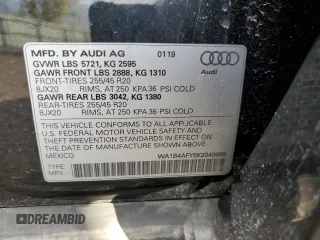 MFD. BY AUDI AG 0119
GVWR LBS 5721, KG 2595
GAWR FRONT LBS 2888, KG 1310
FRONT-TIRES 255/45 R20
8JX20 RIMS, AT 250 KPA 36 PSI COLD
GAWR REAR LBS 3042, KG 1380
REAR-TIRES 255/45 R20
8JX20 RIMS, AT 250 KPA 36 PSI COLD
THIS VEHICLE CONFORMS TO ALL APPLICABLE
U.S. FEDERAL MOTOR VEHICLE SAFETY AND
THEFT PREVENTION STANDARDS IN EFFECT
ON THE DATE OF MANUFACTURE SHOWN ABOVE.
MEXICO
TYPE: MPV
Audi
DREAMBID